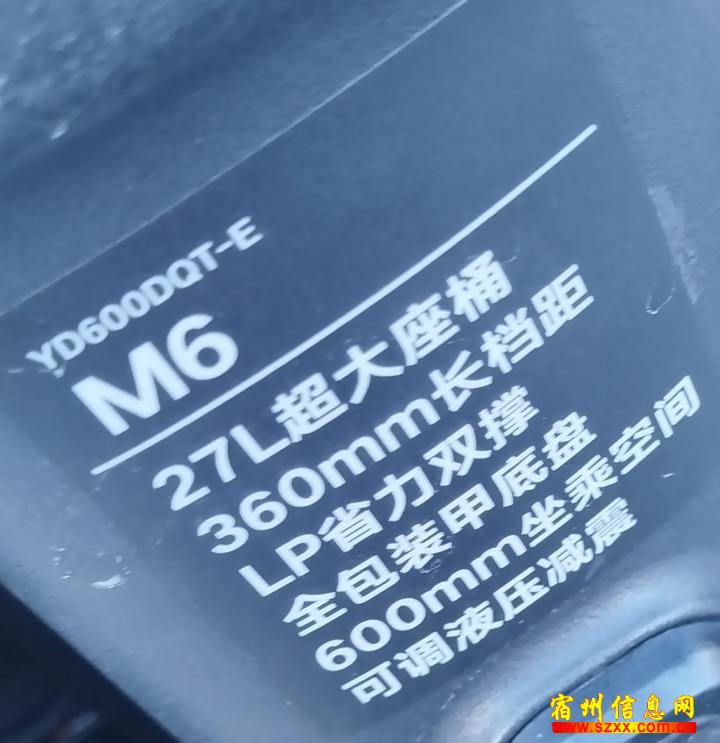 YD600DQT-E
M6
27L超大座桶
360mm长档距
LP省力双撑
全包装甲底盘
600mm坐乘空间
可调液压减震
宿州信息网
www.szxx.com.cn